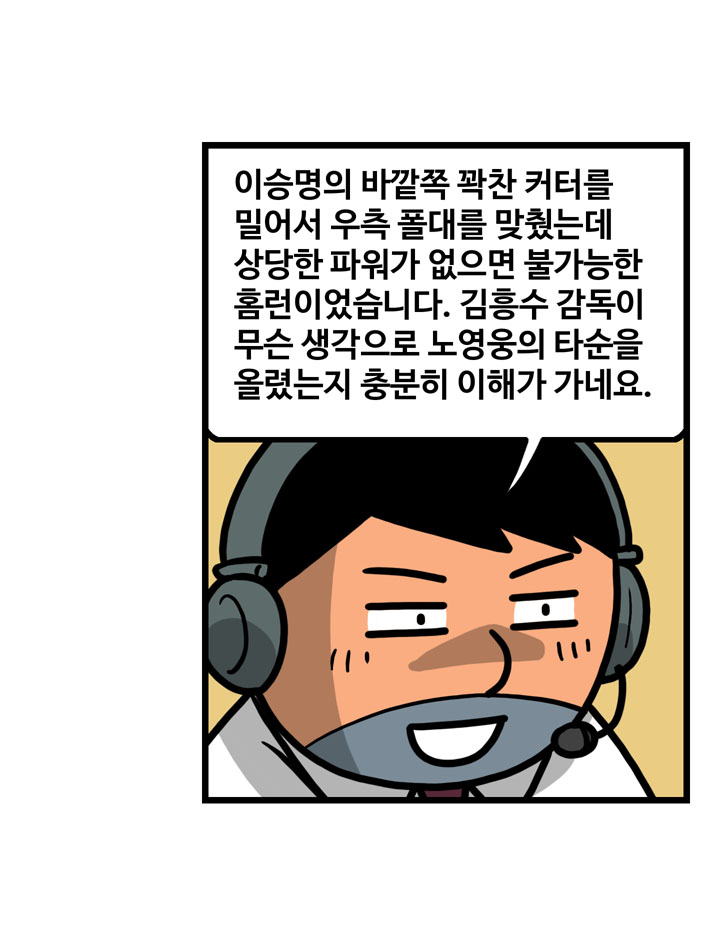 이승명의 바깥쪽 꽉찬 커터를
밀어서 우측 폴대를 맞췄는데
상당한 파워가 없으면 불가능한
홈런이었습니다. 김흥수 감독이
무슨 생각으로 노영웅의 타순을
올렸는지 충분히 이해가 가네요.